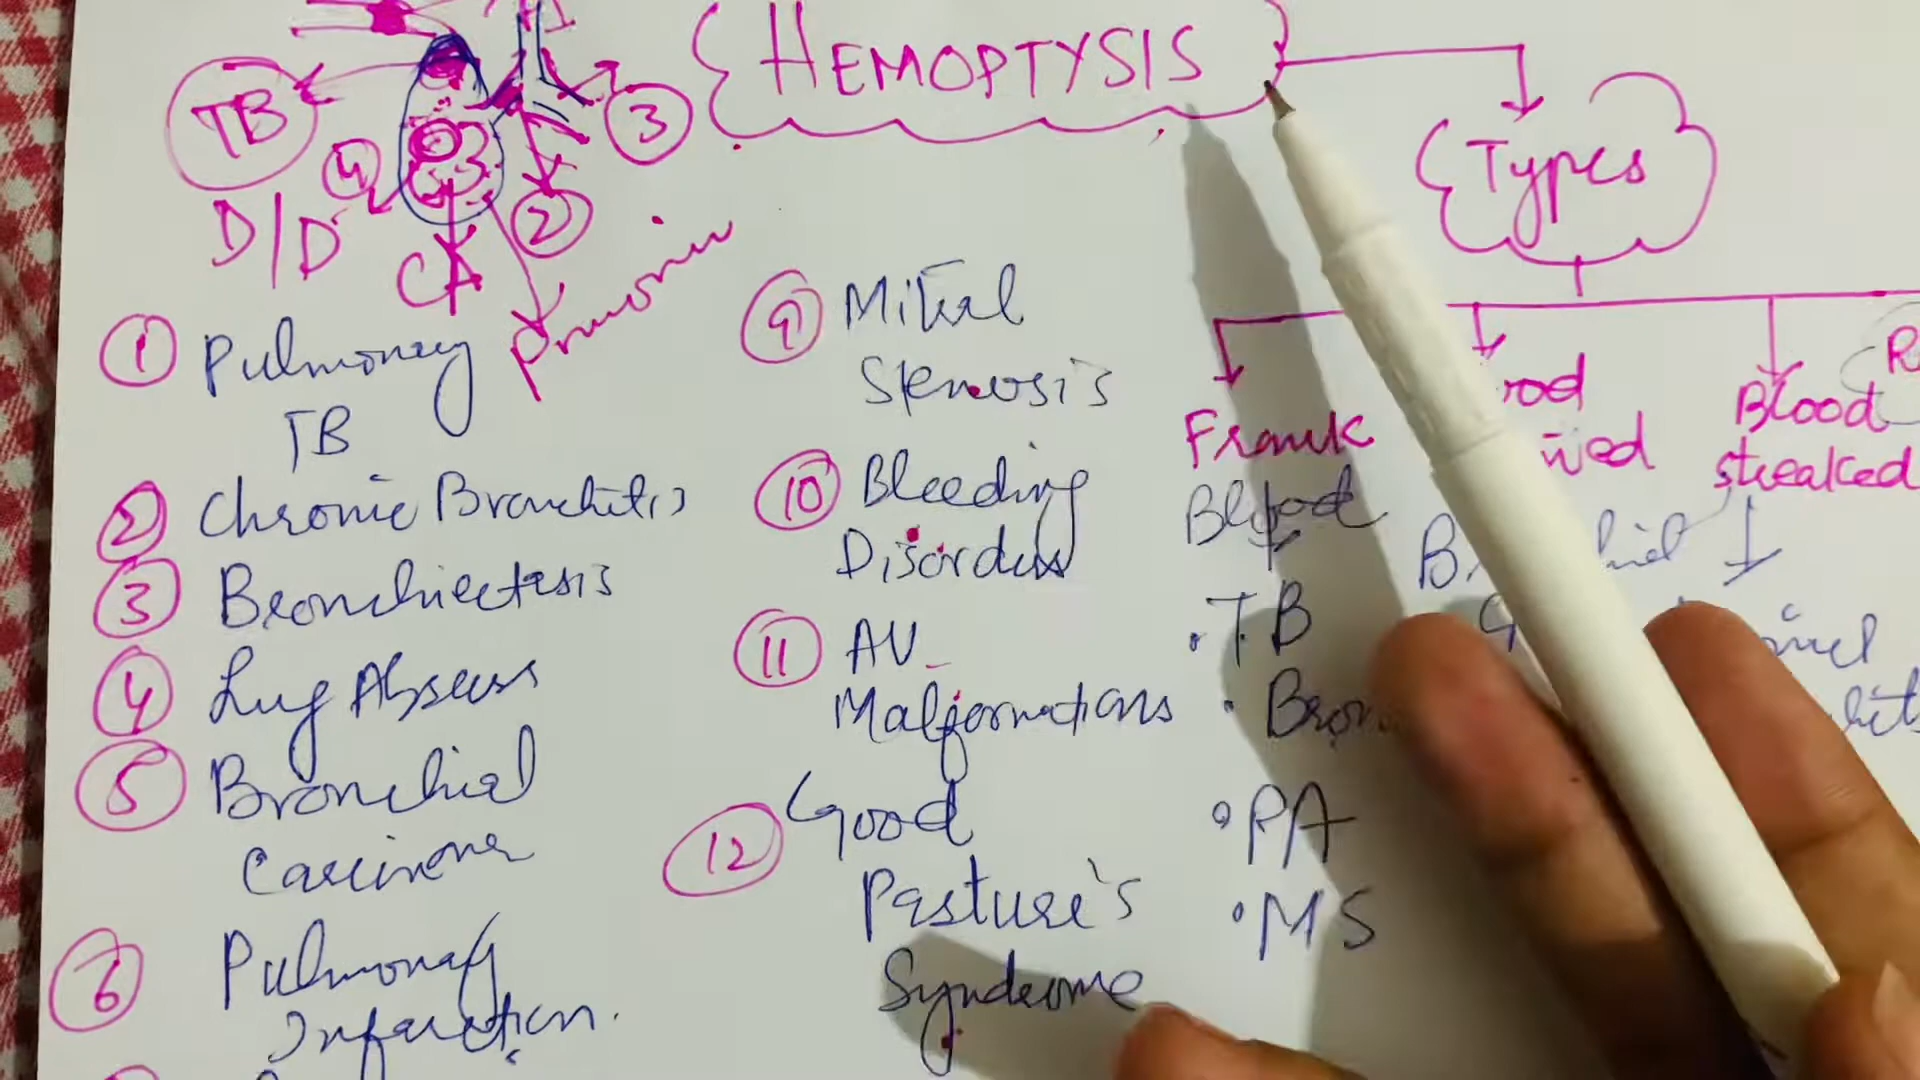 HEMOPTYSIS
Types
TB
3
4
2
D/D
CA
1 Pulmonary
TB
2 Chronic Bronchitis
3 Bronchiectasis
4 Lung Abscess
5 Bronchial
Carcinoma
6 Pulmonary
Infarction.
9 Mitral
Stenosis
10 Bleeding
Disorders
11 AV
Malformations
12 Good
Pasture's
Syndrome
Frank
Blood
• TB
• PA
• MS
Blood
streaked